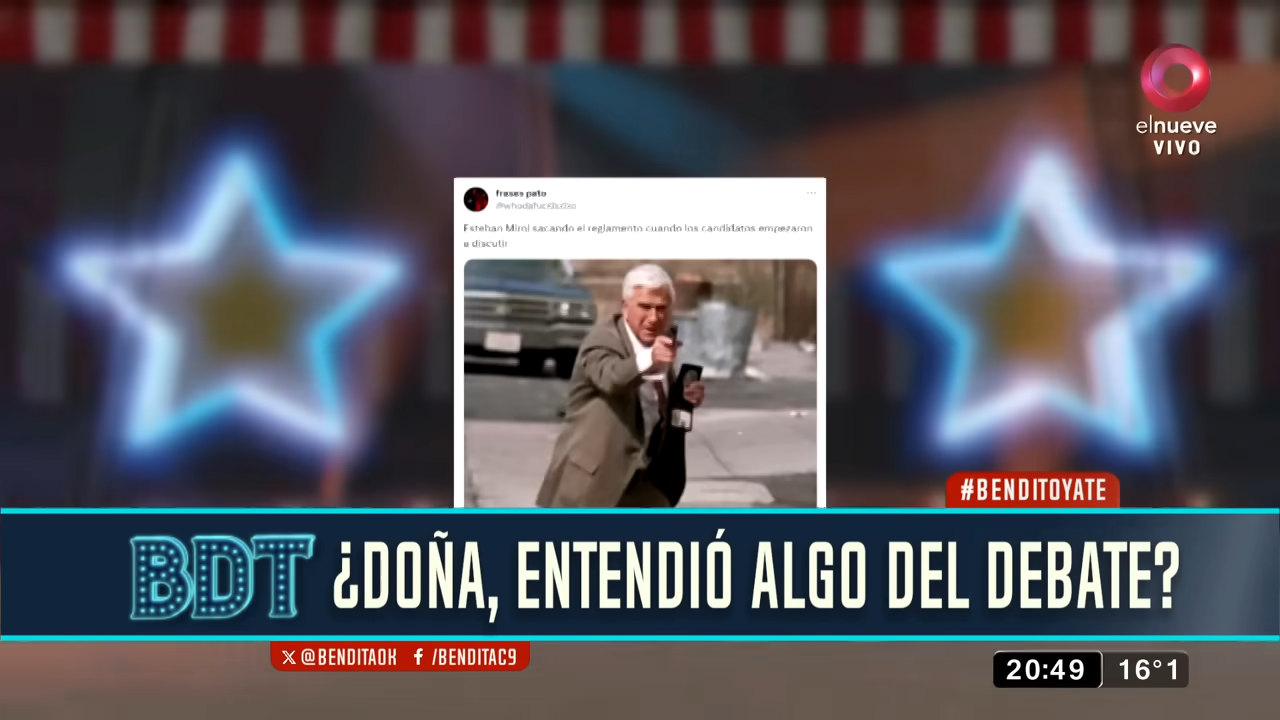 elnueve
VIVO
frases pato
Esteban Mirol sacando el reglamento cuando los candidatos empezaron
a discutir
#BENDITOYATE
BDT ¿DOÑA, ENTENDIÓ ALGO DEL DEBATE?
X @BENDITAOK f /BENDITAC9
20:49 16°1